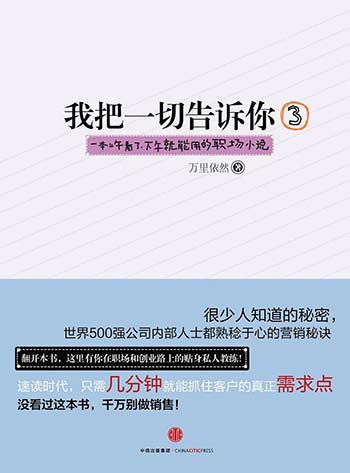 我把一切告诉你③
一本上午看了,下午就能用的职场小说
万里依然 著
很少人知道的秘密,
世界500强公司内部人士都熟稔于心的营销秘诀
翻开本书,这里有你在职场和创业路上的贴身私人教练!
速读时代,只需几分钟就能抓住客户的真正需求点
没看过这本书,千万别做销售!
中信出版集团·CHINACITICPRESS